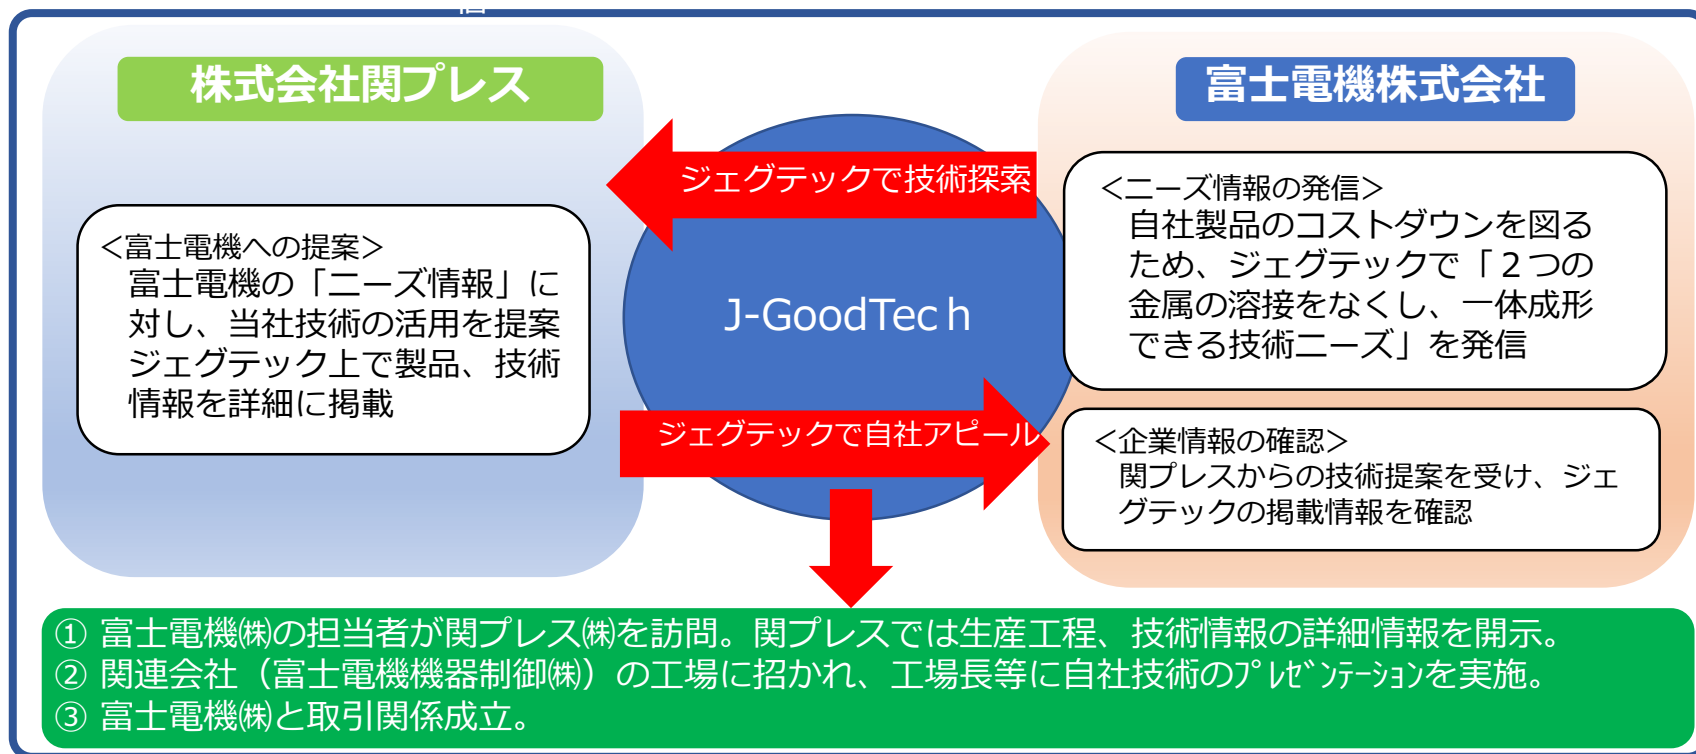 株式会社関プレス
富士電機株式会社
ジェグテックで技術探索
<ニーズ情報の発信>
自社製品のコストダウンを図る
ため、ジェグテックで「２つの
金属の溶接をなくし、一体成形
できる技術ニーズ」を発信
<富士電機への提案>
富士電機の「ニーズ情報」に
対し、当社技術の活用を提案
ジェグテック上で製品、技術
情報を詳細に掲載
J-GoodTech
ジェグテックで自社アピール
<企業情報の確認>
関プレスからの技術提案を受け、ジェ
グテックの掲載情報を確認
① 富士電機㈱の担当者が関プレス㈱を訪問。関プレスでは生産工程、技術情報の詳細情報を開示。
② 関連会社（富士電機機器制御㈱）の工場に招かれ、工場長等に自社技術のﾌﾟﾚｾﾞﾝﾃｰｼｮﾝを実施。
③ 富士電機㈱と取引関係成立。